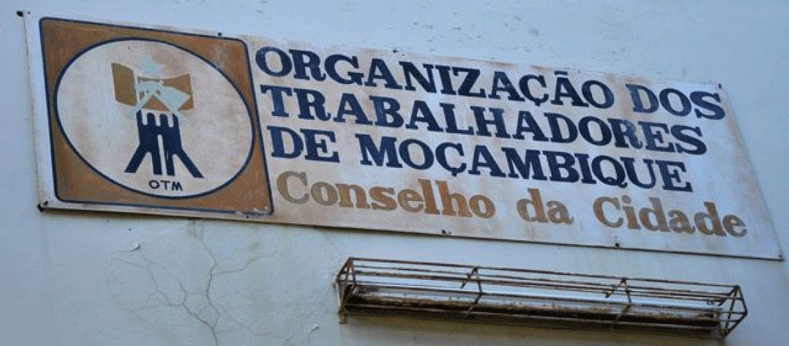 ORGANIZAÇÃO DOS
TRABALHADORES
DE MOÇAMBIQUE
Conselho da Cidade
OTM